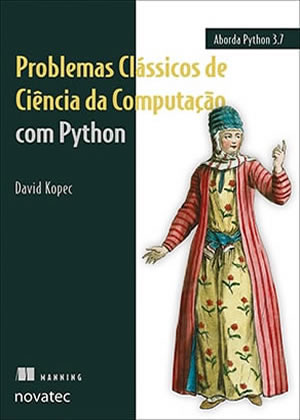 Aborda Python 3.7
Problemas Clássicos de
Ciência da Computação
com Python
David Kopec
MANNING
novatec